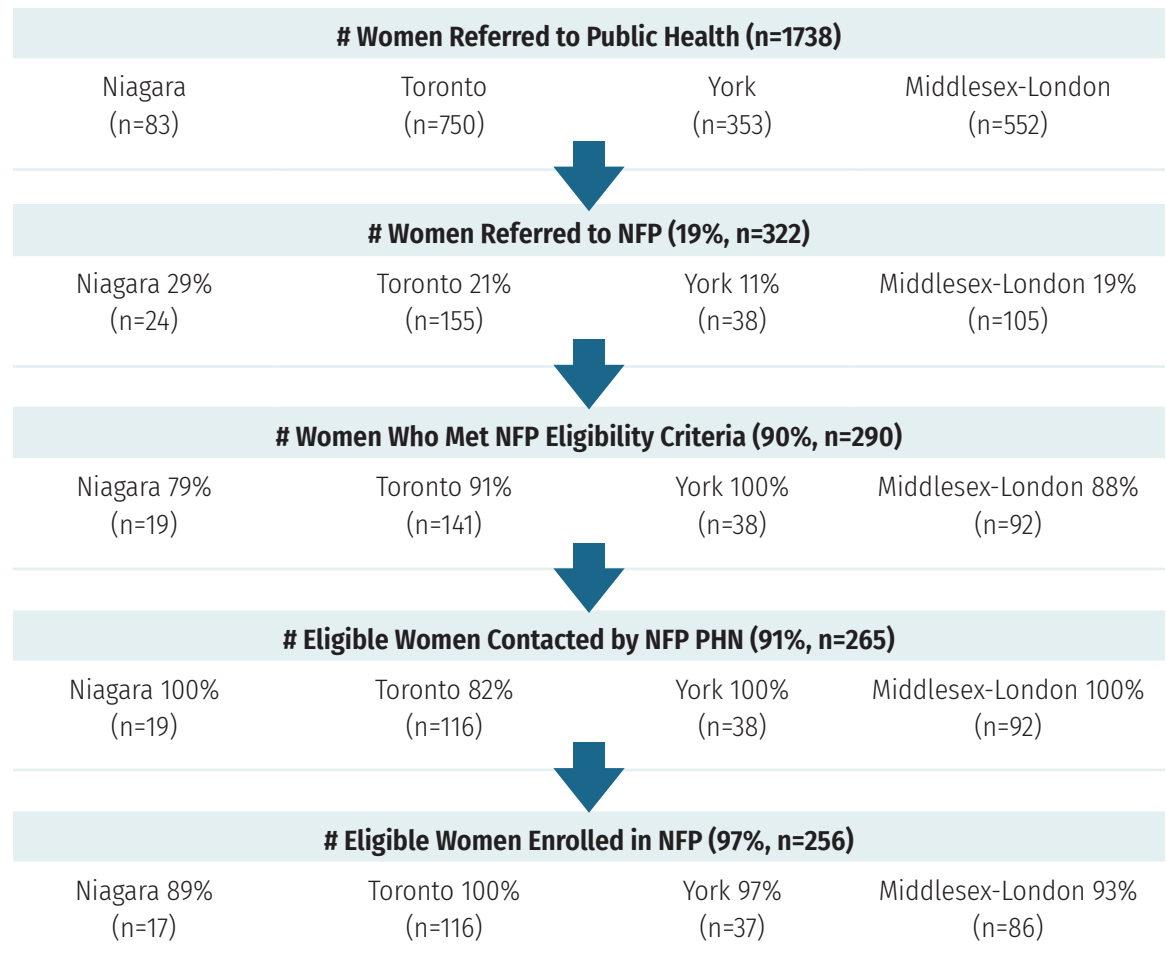 # Women Referred to Public Health (n=1738)
Niagara Toronto York Middlesex-London
(n=83) (n=750) (n=353) (n=552)
# Women Referred to NFP (19%, n=322)
Niagara 29% Toronto 21% York 11% Middlesex-London 19%
(n=24) (n=155) (n=38) (n=105)
# Women Who Met NFP Eligibility Criteria (90%, n=290)
Niagara 79% Toronto 91% York 100% Middlesex-London 88%
(n=19) (n=141) (n=38) (n=92)
# Eligible Women Contacted by NFP PHN (91%, n=265)
Niagara 100% Toronto 82% York 100% Middlesex-London 100%
(n=19) (n=116) (n=38) (n=92)
# Eligible Women Enrolled in NFP (97%, n=256)
Niagara 89% Toronto 100% York 97% Middlesex-London 93%
(n=17) (n=116) (n=37) (n=86)